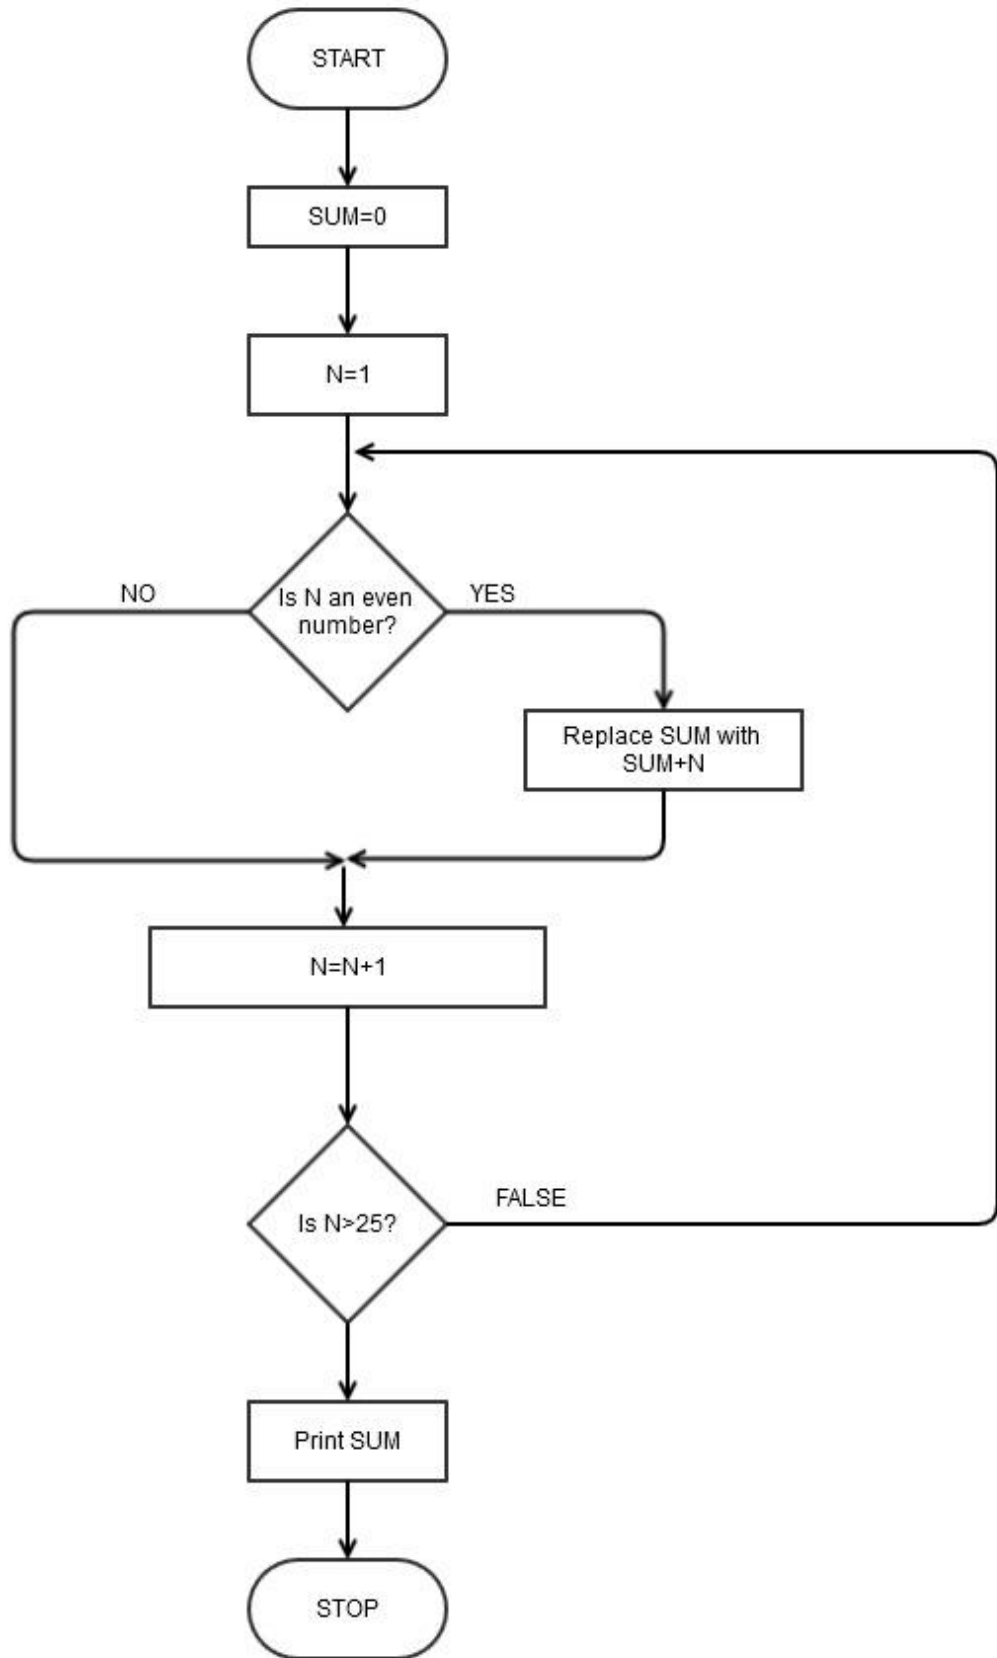 START
SUM=0
N=1
NO
Is N an even
number?
YES
Replace SUM with
SUM+N
N=N+1
Is N>25?
FALSE
Print SUM
STOP